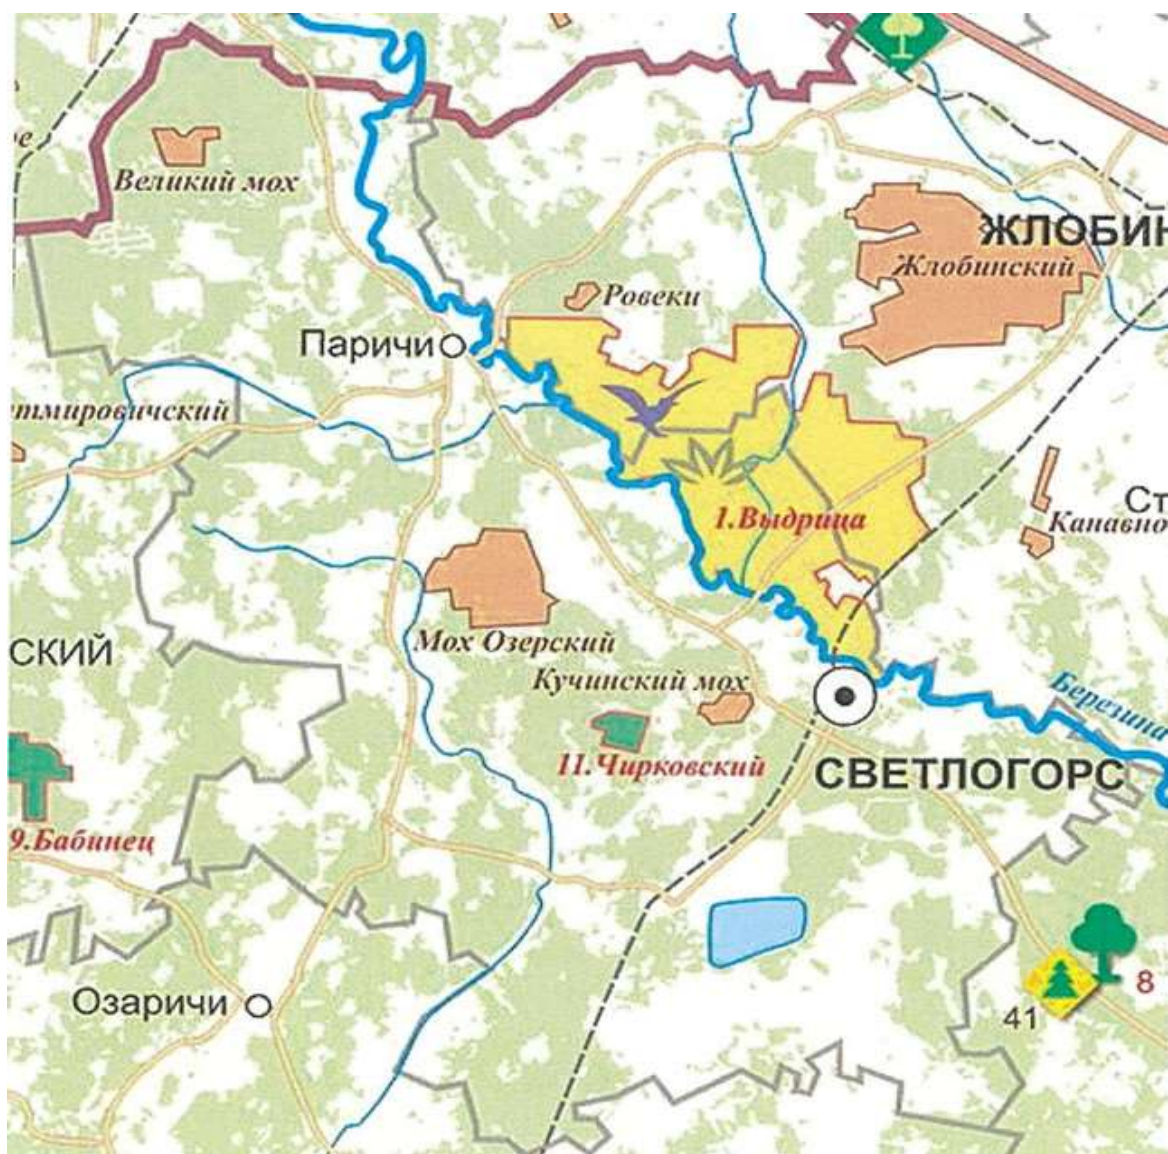 Великий мох
ЖЛОБИН
Жлобинский
Ровеки
Паричи
тмировичский
1.Выдрица
Ст
Канавно
Мох Озерский
СКИЙ
Кучинский мох
Березина
11.Чирковский
СВЕТЛОГОРС
9.Бабинец
Озаричи
8
41